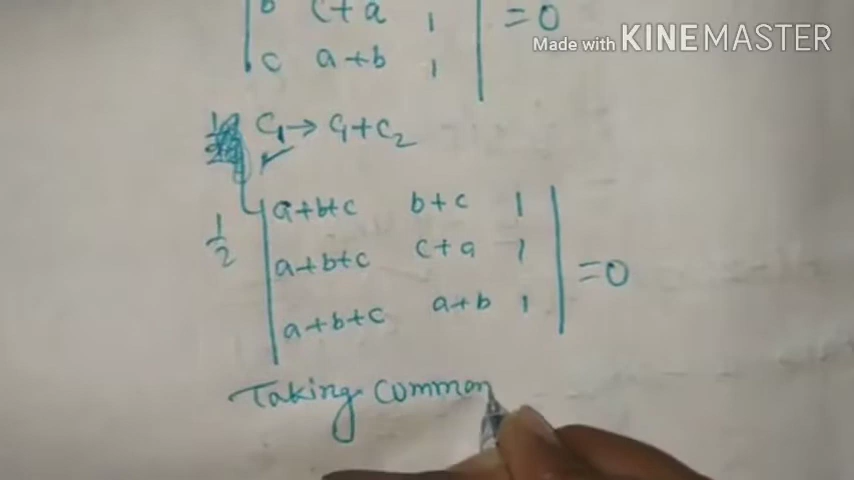 b c+a 1 =0
Made with KINEMASTER
c a+b 1
C₁→C₁+C₂
1/2 | a+b+c b+c 1 |
| a+b+c c+a 1 | =0
| a+b+c a+b 1 |
Taking common